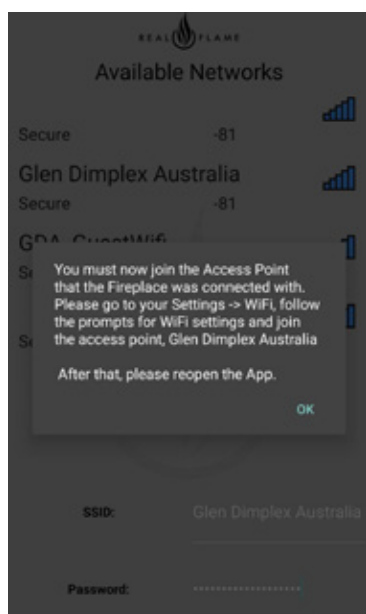 REAL FLAME
Available Networks
Secure -81
Glen Dimplex Australia
Secure -81
GDA_GuestWifi
You must now join the Access Point
that the Fireplace was connected with.
Please go to your Settings -> WiFi, follow
the prompts for WiFi settings and join
the access point, Glen Dimplex Australia
After that, please reopen the App.
OK
SSID: Glen Dimplex Australia
Password: ••••••••••••••••••